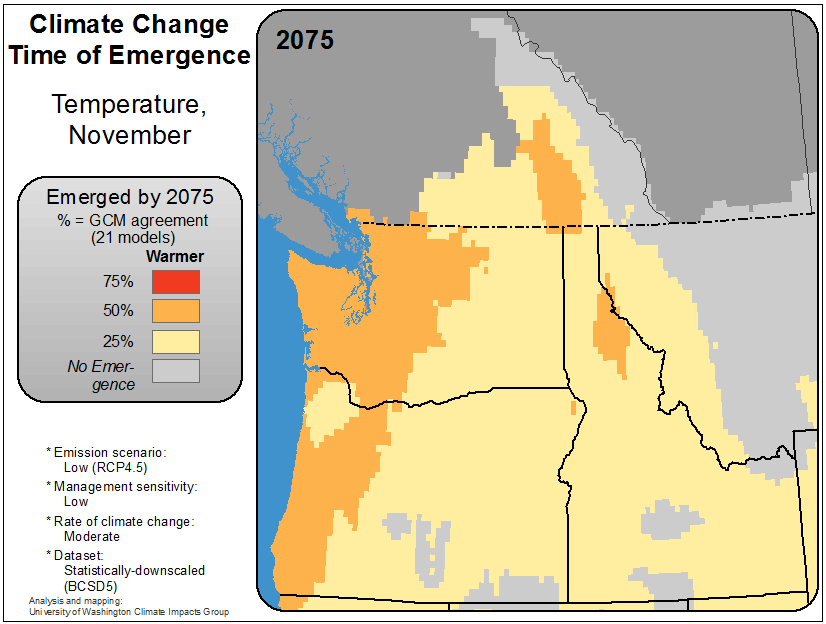 Climate Change
Time of Emergence
Temperature,
November
2075
Emerged by 2075
% = GCM agreement
(21 models)
Warmer
75%
50%
25%
No Emer-
gence
* Emission scenario:
Low (RCP4.5)
* Management sensitivity:
Low
* Rate of climate change:
Moderate
* Dataset:
Statistically-downscaled
(BCSD5)
Analysis and mapping:
University of Washington Climate Impacts Group